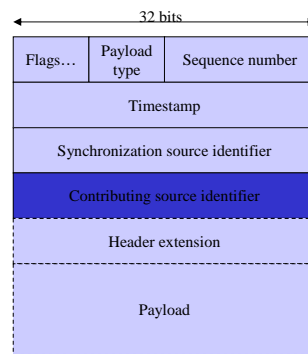 32 bits
Flags… Payload type Sequence number
Timestamp
Synchronization source identifier
Contributing source identifier
Header extension
Payload